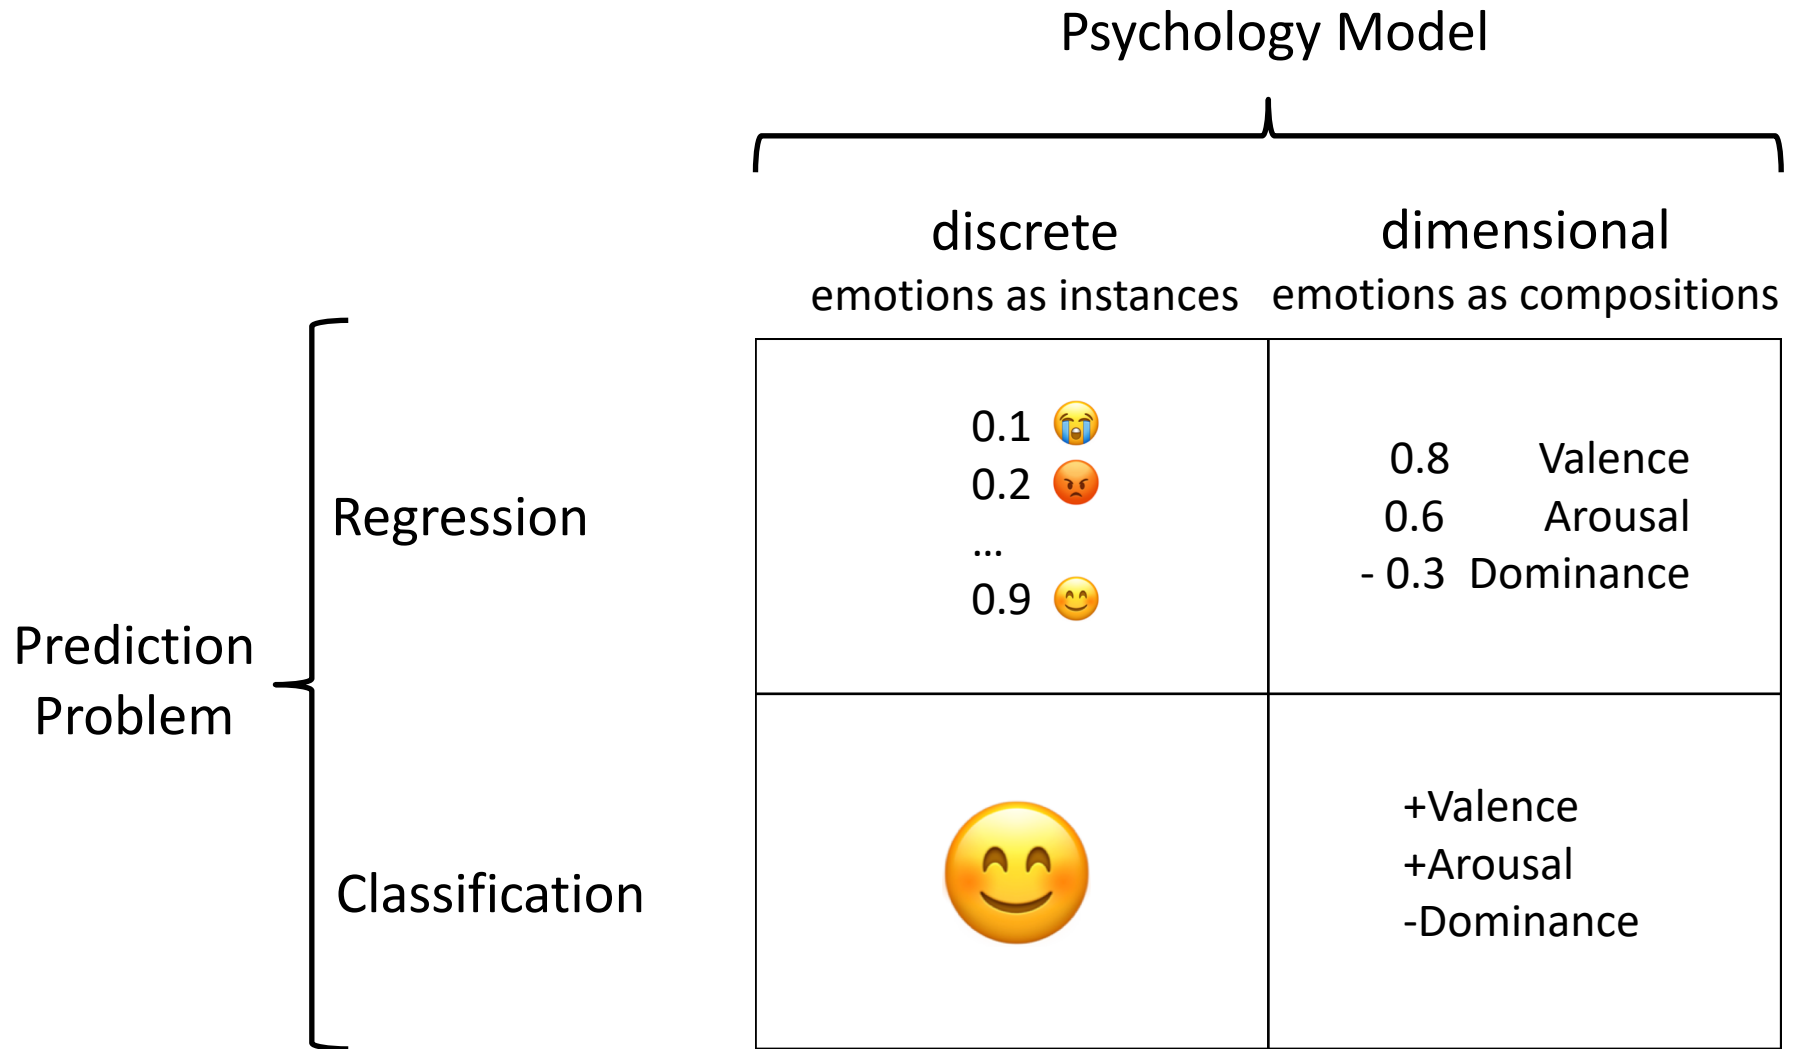 Psychology Model
discrete
emotions as instances
dimensional
emotions as compositions
Prediction
Problem
Regression
0.1 😭
0.2 😡
...
0.9 😊
0.8 Valence
0.6 Arousal
- 0.3 Dominance
Classification
😊
+Valence
+Arousal
-Dominance